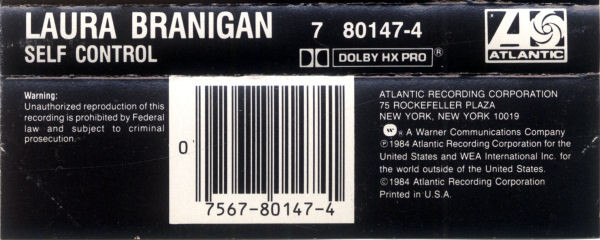 LAURA BRANIGAN 7 80147-4
SELF CONTROL DOLBY HX PRO
ATLANTIC
Warning:
Unauthorized reproduction of this
recording is prohibited by Federal
law and subject to criminal
prosecution.
0
7567-80147-4
ATLANTIC RECORDING CORPORATION
75 ROCKEFELLER PLAZA
NEW YORK, NEW YORK 10019
® A Warner Communications Company
℗1984 Atlantic Recording Corporation for the
United States and WEA International Inc. for
the world outside of the United States.
©1984 Atlantic Recording Corporation
Printed in U.S.A.